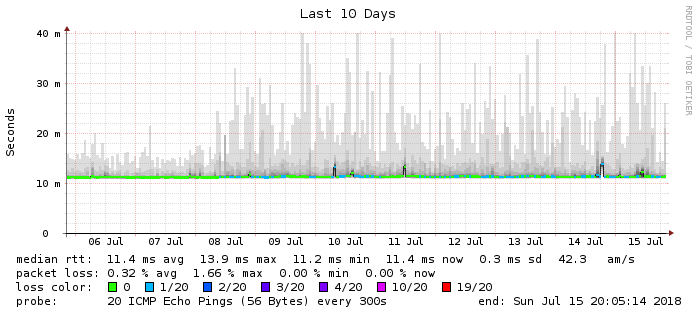 Last 10 Days
RRDTOOL / TOBI OETIKER
Seconds
40 m
30 m
20 m
10 m
0
06 Jul 07 Jul 08 Jul 09 Jul 10 Jul 11 Jul 12 Jul 13 Jul 14 Jul 15 Jul
median rtt: 11.4 ms avg 13.9 ms max 11.2 ms min 11.4 ms now 0.3 ms sd 42.3 am/s
packet loss: 0.32 % avg 1.66 % max 0.00 % min 0.00 % now
loss color: 0 1/20 2/20 3/20 4/20 10/20 19/20
probe: 20 ICMP Echo Pings (56 Bytes) every 300s end: Sun Jul 15 20:05:14 2018